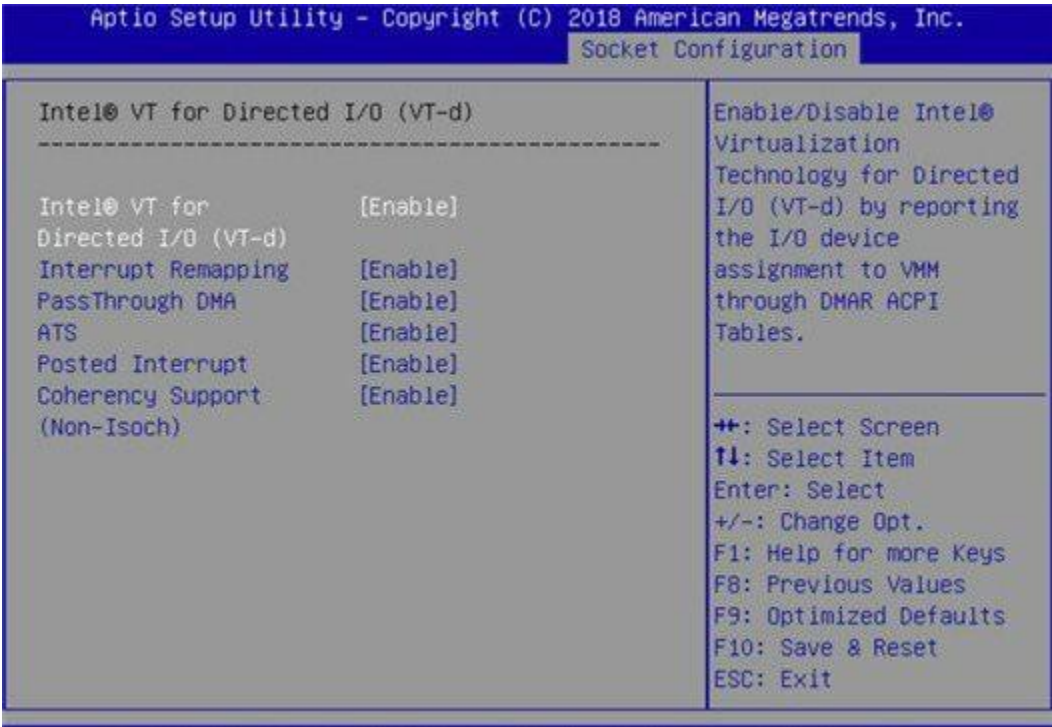 Aptio Setup Utility – Copyright (C) 2018 American Megatrends, Inc.
Socket Configuration
Intel® VT for Directed I/O (VT-d)
------------------------------------------------
Intel® VT for [Enable]
Directed I/O (VT-d)
Interrupt Remapping [Enable]
PassThrough DMA [Enable]
ATS [Enable]
Posted Interrupt [Enable]
Coherency Support [Enable]
(Non-Isoch)
Enable/Disable Intel®
Virtualization
Technology for Directed
I/O (VT-d) by reporting
the I/O device
assignment to VMM
through DMAR ACPI
Tables.
→←: Select Screen
↑↓: Select Item
Enter: Select
+/-: Change Opt.
F1: Help for more Keys
F8: Previous Values
F9: Optimized Defaults
F10: Save & Reset
ESC: Exit